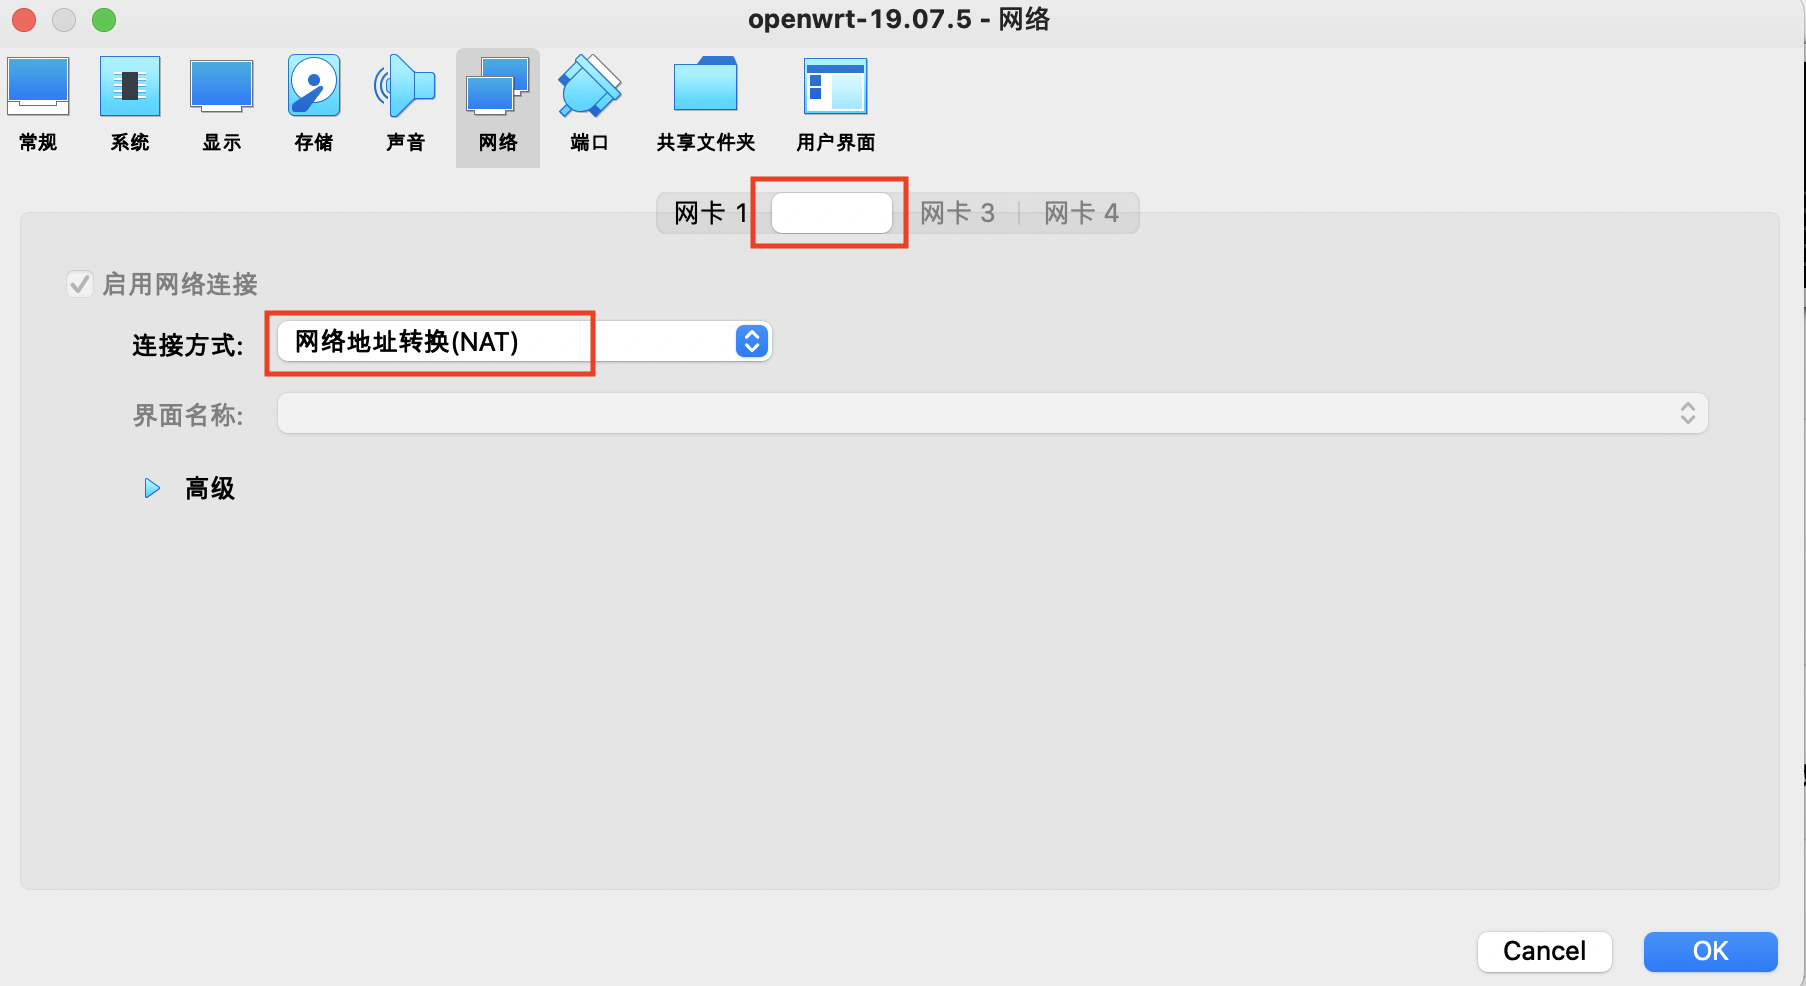 openwrt-19.07.5 - 网络
常规 系统 显示 存储 声音 网络 端口 共享文件夹 用户界面
网卡 1 网卡 3 网卡 4
启用网络连接
连接方式: 网络地址转换(NAT)
界面名称:
高级
Cancel OK